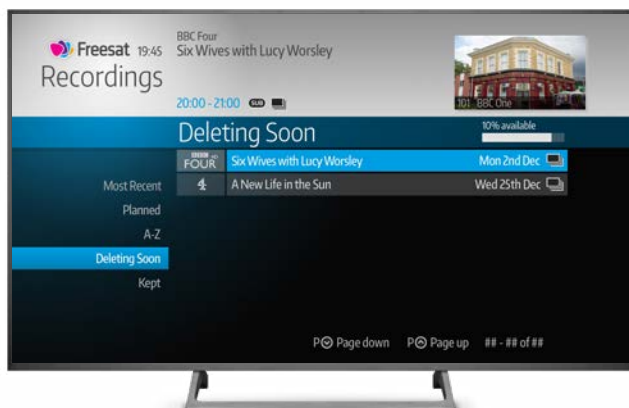 Freesat 19:45
Recordings
BBC Four
Six Wives with Lucy Worsley
20:00 - 21:00 SUB
101 BBC One
Deleting Soon
10% available
FOUR Six Wives with Lucy Worsley Mon 2nd Dec
4 A New Life in the Sun Wed 25th Dec
Most Recent
Planned
A-Z
Deleting Soon
Kept
P Page down P Page up ## - ## of ##